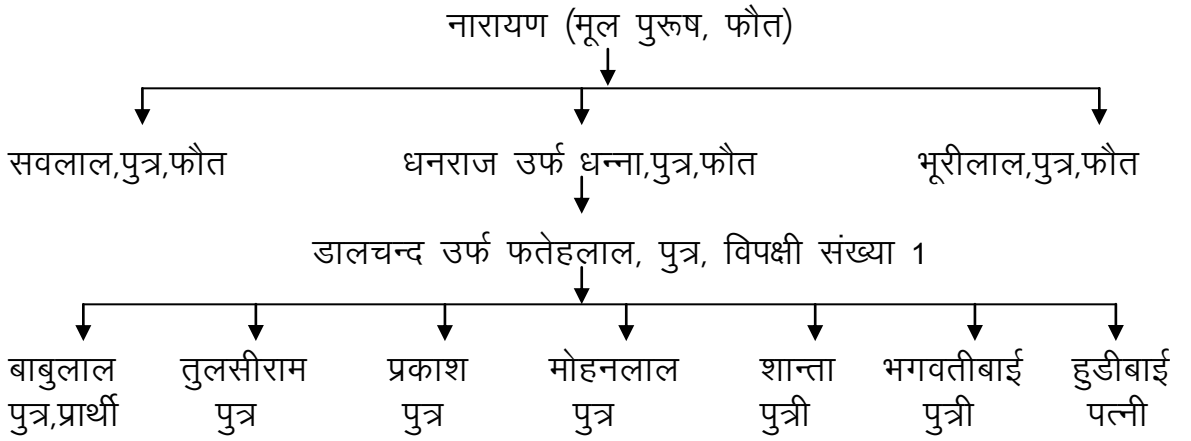 नारायण (मूल पुरूष, फौत)
सवलाल,पुत्र,फौत धनराज उर्फ धन्ना,पुत्र,फौत भूरीलाल,पुत्र,फौत
डालचन्द उर्फ फतेहलाल, पुत्र, विपक्षी संख्या 1
बाबुलाल तुलसीराम प्रकाश मोहनलाल शान्ता भगवतीबाई हुडीबाई
पुत्र,प्रार्थी पुत्र पुत्र पुत्र पुत्री पुत्री पत्नी